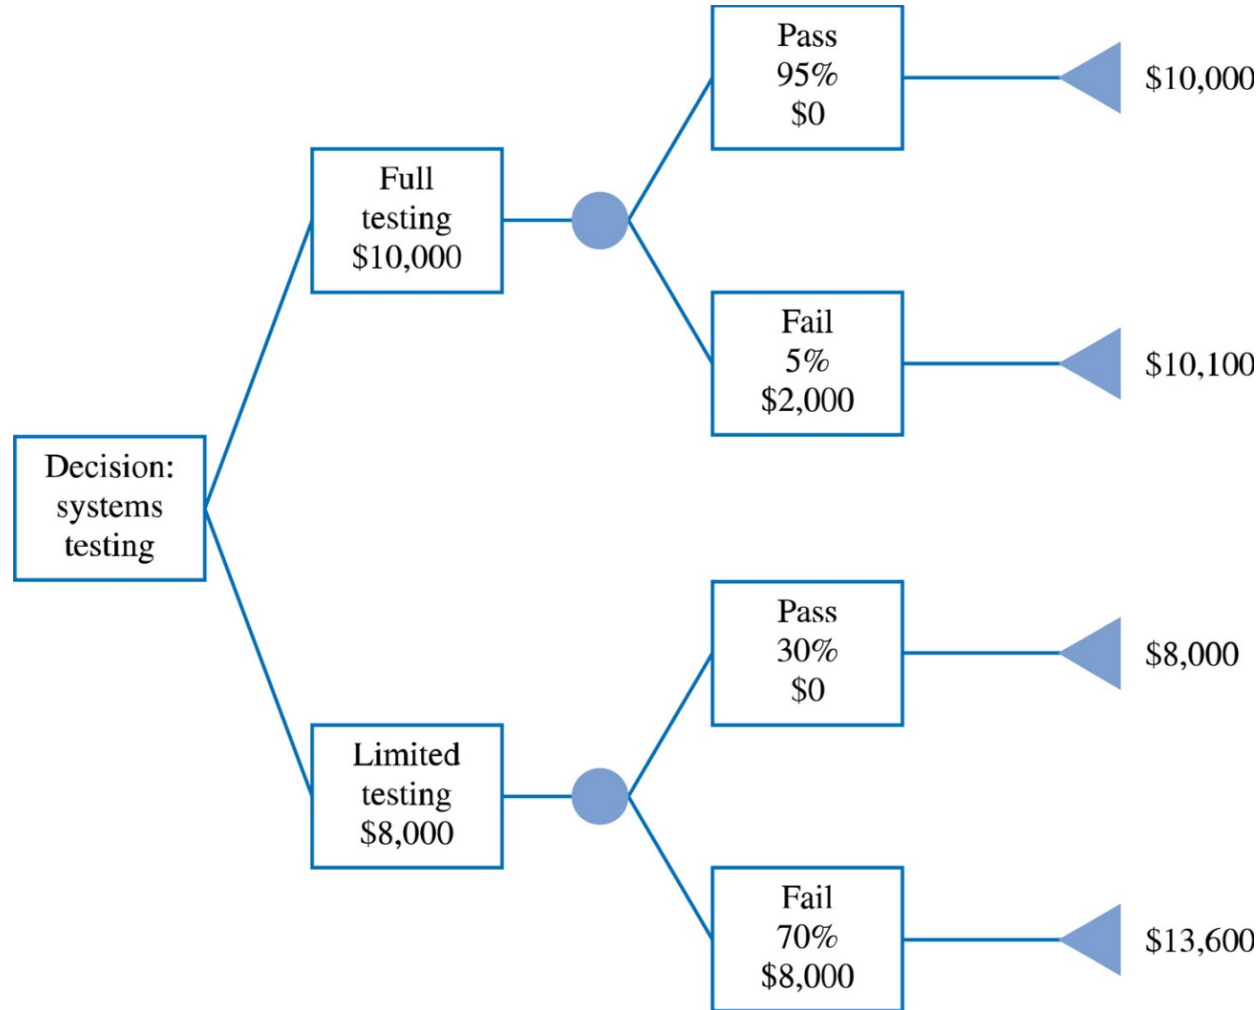 Pass
95%
$0
$10,000
Full
testing
$10,000
Fail
5%
$2,000
$10,100
Decision:
systems
testing
Pass
30%
$0
$8,000
Limited
testing
$8,000
Fail
70%
$8,000
$13,600